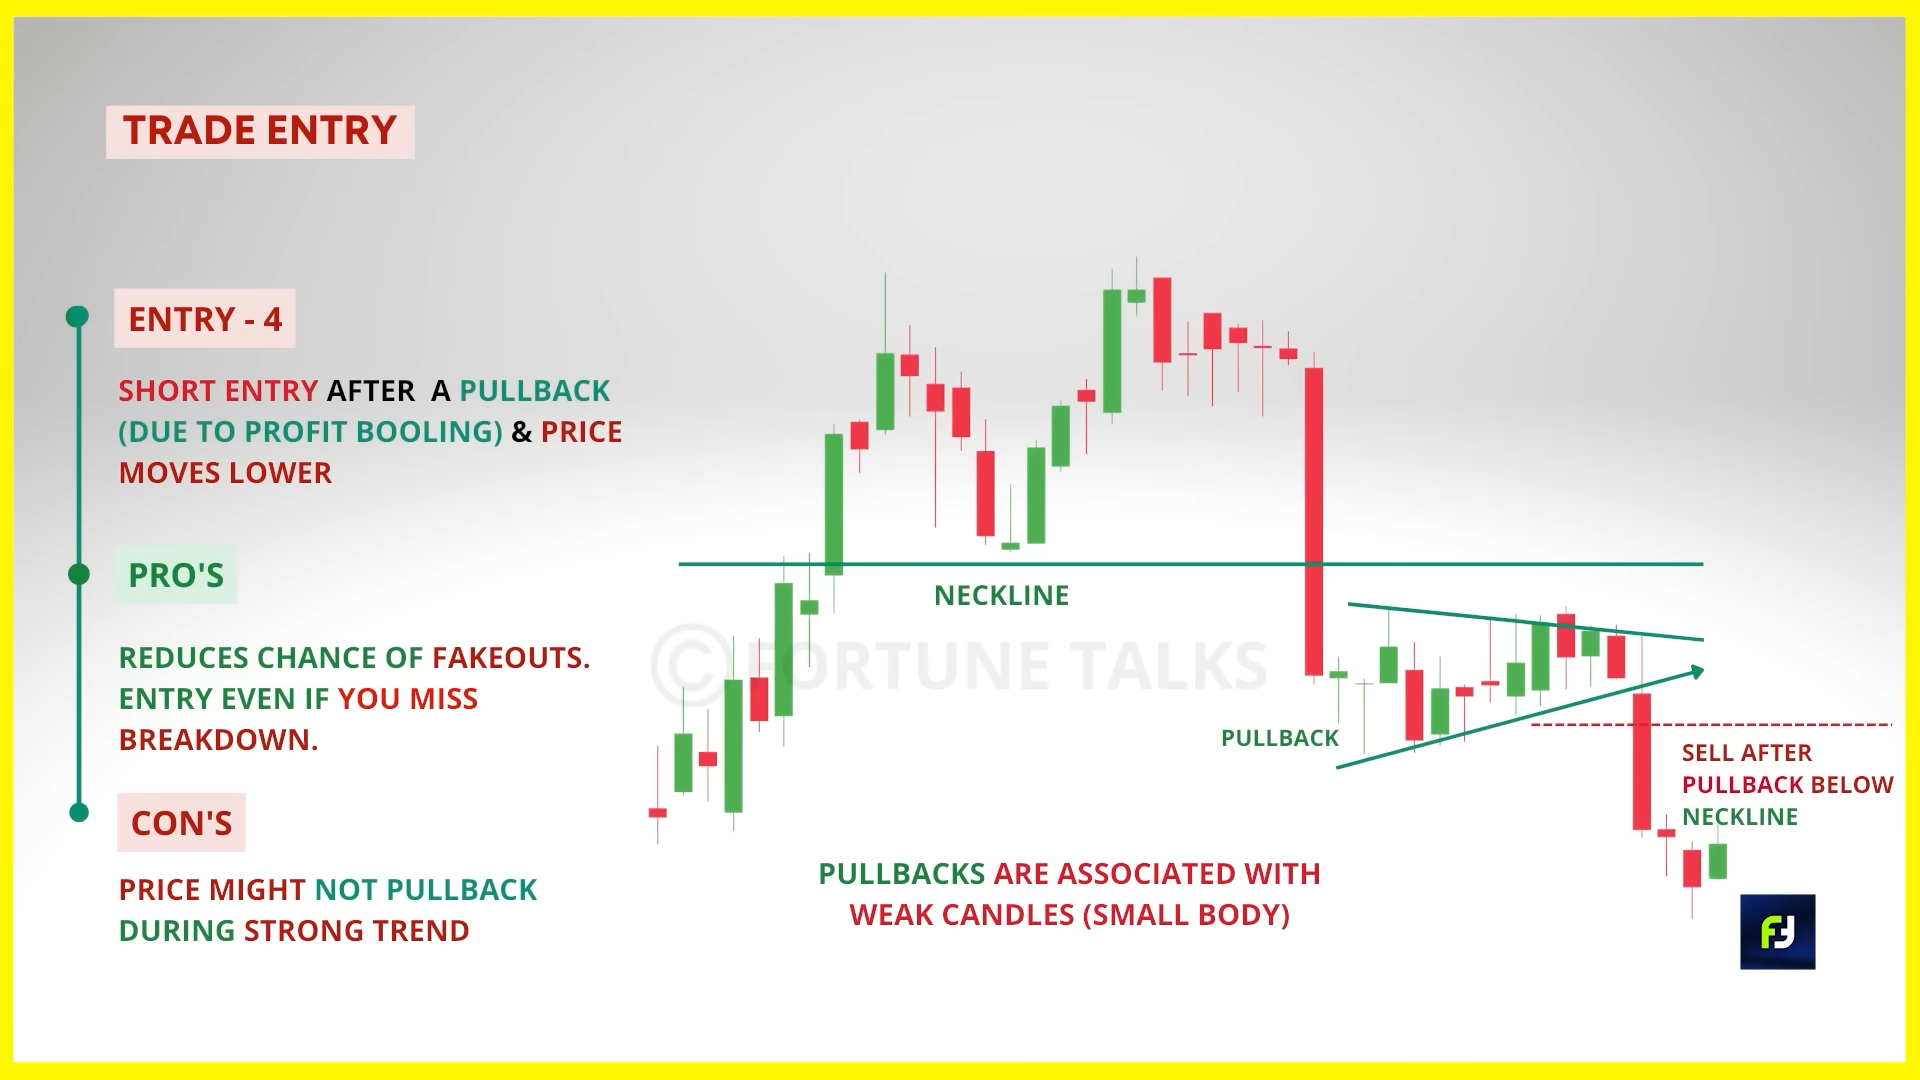 TRADE ENTRY
ENTRY - 4
SHORT ENTRY AFTER A PULLBACK
(DUE TO PROFIT BOOLING) & PRICE
MOVES LOWER
PRO'S
REDUCES CHANCE OF FAKEOUTS.
ENTRY EVEN IF YOU MISS
BREAKDOWN.
CON'S
PRICE MIGHT NOT PULLBACK
DURING STRONG TREND
NECKLINE
©FORTUNE TALKS
PULLBACK
SELL AFTER
PULLBACK BELOW
NECKLINE
PULLBACKS ARE ASSOCIATED WITH
WEAK CANDLES (SMALL BODY)